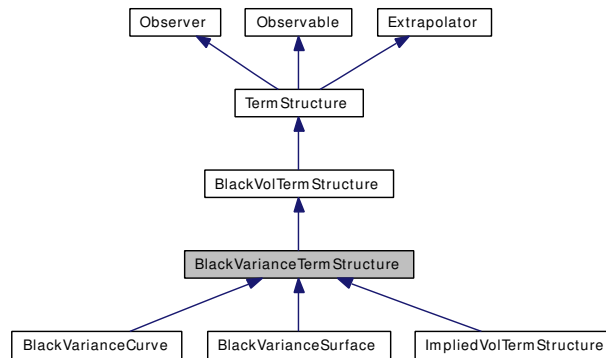 Observer
Observable
Extrapolator
TermStructure
BlackVolTermStructure
BlackVarianceTermStructure
BlackVarianceCurve
BlackVarianceSurface
ImpliedVolTermStructure